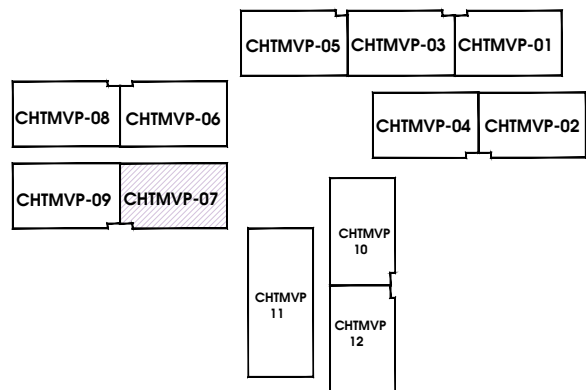 CHTMVP-05 CHTMVP-03 CHTMVP-01
CHTMVP-08 CHTMVP-06
CHTMVP-04 CHTMVP-02
CHTMVP-09 CHTMVP-07
CHTMVP
10
CHTMVP
11
CHTMVP
12